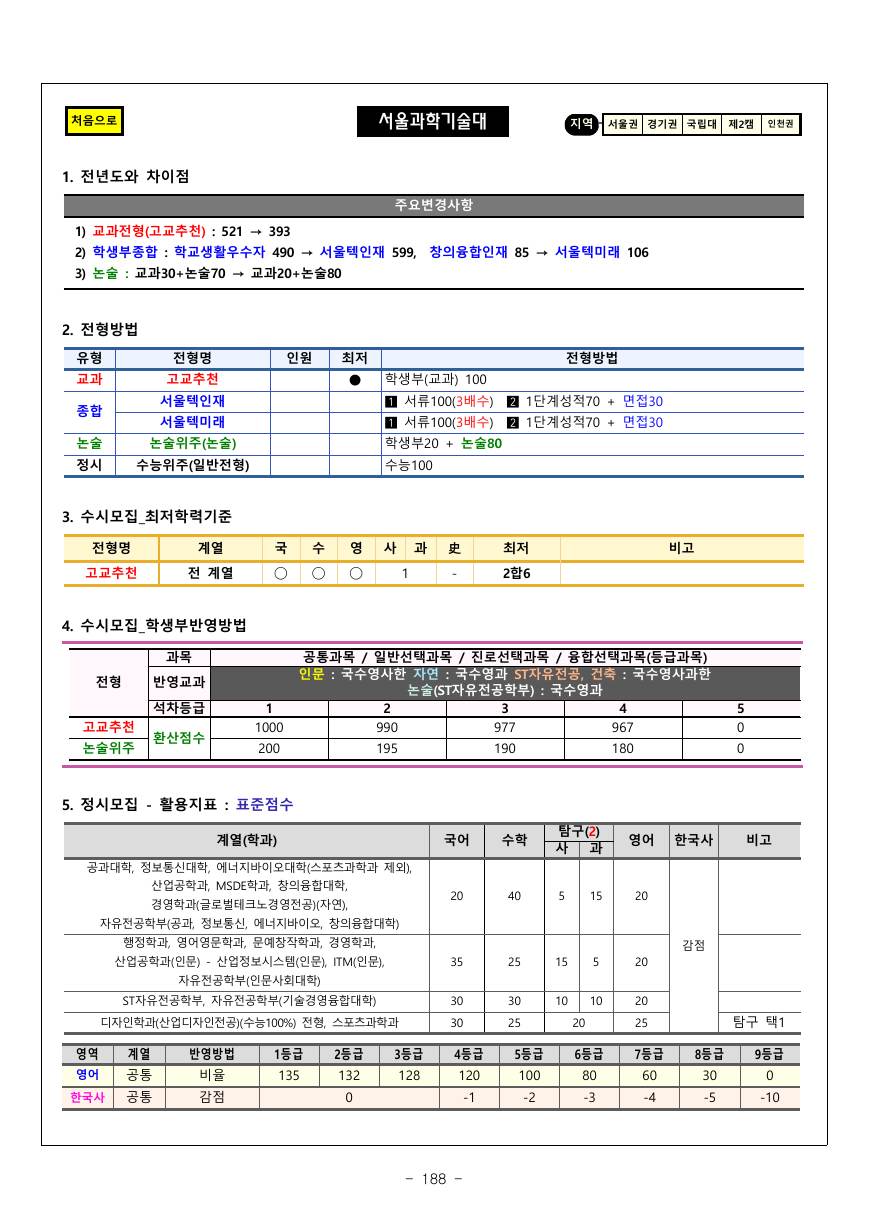 처음으로
서울과학기술대
지역 서울권 경기권 국립대 제2캠 인천권
1. 전년도와 차이점
주요변경사항
1) 교과전형(고교추천) : 521 → 393
2) 학생부종합 : 학교생활우수자 490 → 서울텍인재 599, 창의융합인재 85 → 서울텍미래 106
3) 논술 : 교과30+논술70 → 교과20+논술80
2. 전형방법
유형 전형명 인원 최저 전형방법
교과 고교추천 ● 학생부(교과) 100
종합 서울텍인재 1 서류100(3배수) 2 1단계성적70 + 면접30
서울텍미래 1 서류100(3배수) 2 1단계성적70 + 면접30
논술 논술위주(논술) 학생부20 + 논술80
정시 수능위주(일반전형) 수능100
3. 수시모집_최저학력기준
전형명 계열 국 수 영 사 과 史 최저 비고
고교추천 전 계열 ○ ○ ○ 1 - 2합6
4. 수시모집_학생부반영방법
전형 과목 공통과목 / 일반선택과목 / 진로선택과목 / 융합선택과목(등급과목)
반영교과 인문 : 국수영사한 자연 : 국수영과 ST자유전공, 건축 : 국수영사과한
논술(ST자유전공학부) : 국수영과
석차등급 1 2 3 4 5
고교추천 환산점수 1000 990 977 967 0
논술위주 200 195 190 180 0
5. 정시모집 - 활용지표 : 표준점수
계열(학과) 국어 수학 탐구(2) 영어 한국사 비고
사 과
공과대학, 정보통신대학, 에너지바이오대학(스포츠과학과 제외),
산업공학과, MSDE학과, 창의융합대학,
경영학과(글로벌테크노경영전공)(자연),
자유전공학부(공과, 정보통신, 에너지바이오, 창의융합대학)
20 40 5 15 20 감점
행정학과, 영어영문학과, 문예창작학과, 경영학과,
산업공학과(인문) - 산업정보시스템(인문), ITM(인문),
자유전공학부(인문사회대학)
35 25 15 5 20
ST자유전공학부, 자유전공학부(기술경영융합대학) 30 30 10 10 20
디자인학과(산업디자인전공)(수능100%) 전형, 스포츠과학과 30 25 20 25 탐구 택1
영역 계열 반영방법 1등급 2등급 3등급 4등급 5등급 6등급 7등급 8등급 9등급
영어 공통 비율 135 132 128 120 100 80 60 30 0
한국사 공통 감점 0 -1 -2 -3 -4 -5 -10
- 188 -